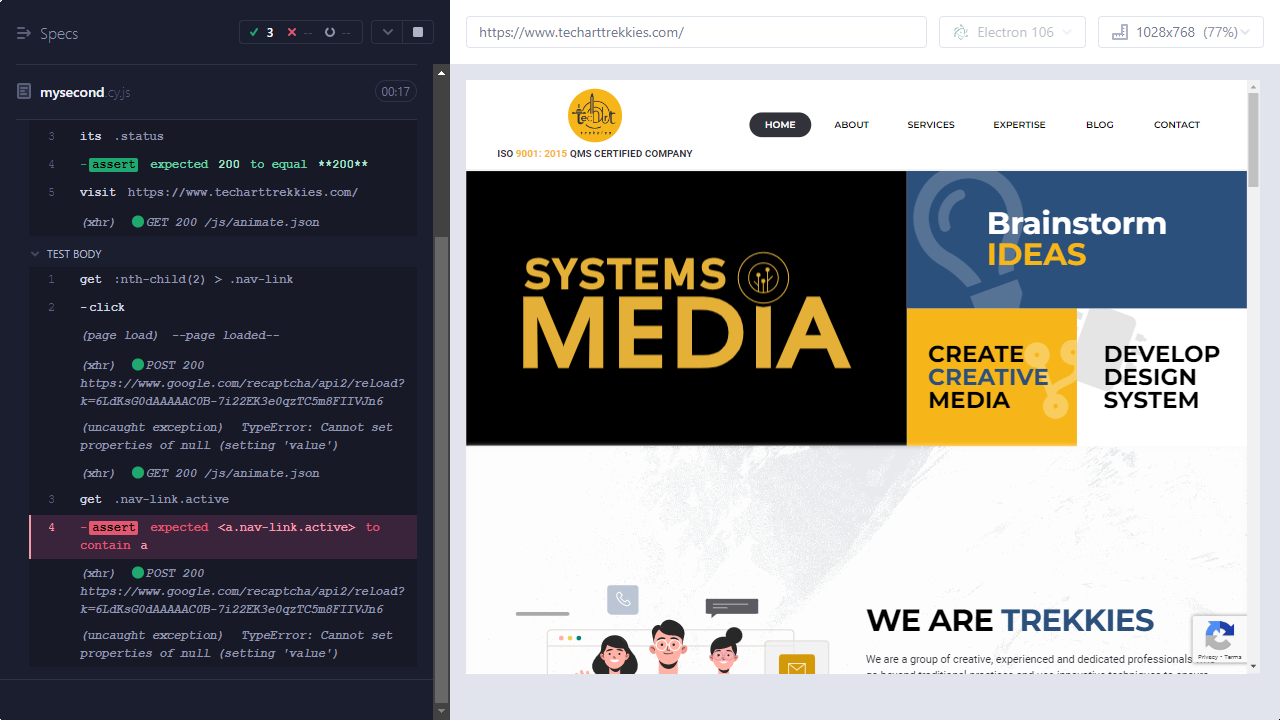 Specs
3
--
--
mysecond.cy.js
00:17
3 its .status
4 -assert expected 200 to equal **200**
5 visit https://www.techarttrekkies.com/
(xhr) GET 200 /js/animate.json
TEST BODY
1 get :nth-child(2) > .nav-link
2 -click
(page load) --page loaded--
(xhr) POST 200
https://www.google.com/recaptcha/api2/reload?
k=6LdKsG0dAAAAAC0B-7i22EK3e0qzTC5m8FIIVJn6
(uncaught exception) TypeError: Cannot set
properties of null (setting 'value')
(xhr) GET 200 /js/animate.json
3 get .nav-link.active
4 -assert expected <a.nav-link.active> to
contain a
(xhr) POST 200
https://www.google.com/recaptcha/api2/reload?
k=6LdKsG0dAAAAAC0B-7i22EK3e0qzTC5m8FIIVJn6
(uncaught exception) TypeError: Cannot set
properties of null (setting 'value')
https://www.techarttrekkies.com/
Electron 106
1028x768 (77%)
techArt
trekkies
ISO 9001: 2015 QMS CERTIFIED COMPANY
HOME
ABOUT
SERVICES
EXPERTISE
BLOG
CONTACT
SYSTEMS
MEDIA
Brainstorm
IDEAS
CREATE
CREATIVE
MEDIA
DEVELOP
DESIGN
SYSTEM
WE ARE TREKKIES
We are a group of creative, experienced and dedicated professionals
Privacy - Terms